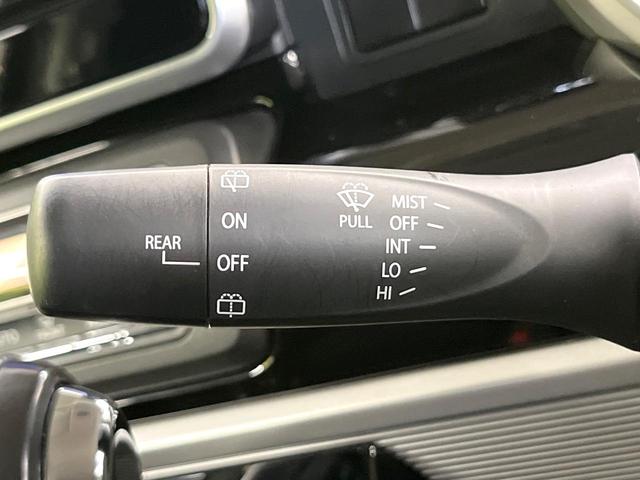 REAR
ON
OFF
PULL
MIST
OFF
INT
LO
HI